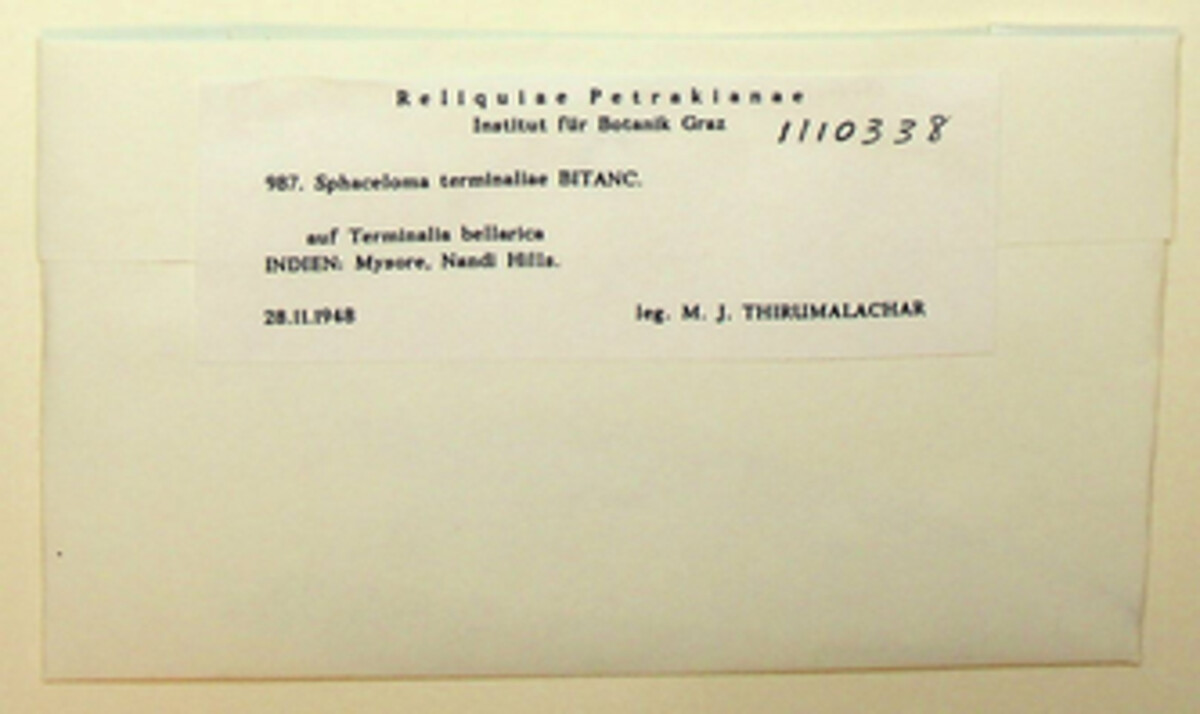 Reliquiae Petrakianae
Institut für Botanik Graz
1110338
987. Sphaceloma terminaliae BITANC.
auf Terminalia bellerica
INDIEN: Mysore, Nandi Hills.
28.11.1948
leg. M. J. THIRUMALACHAR